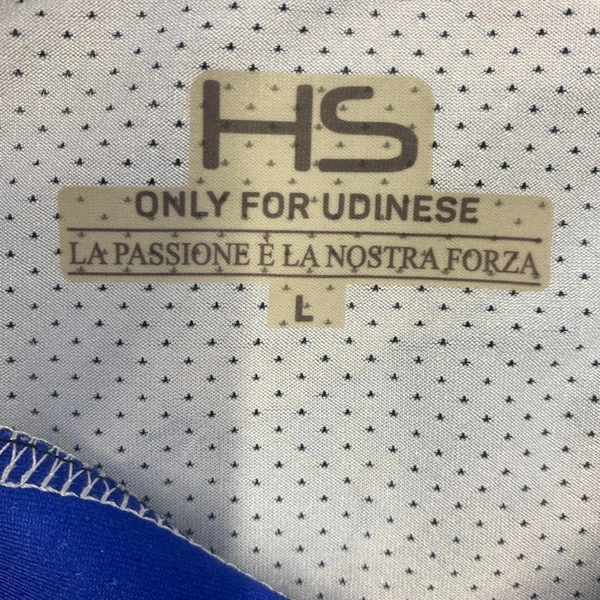 HS
ONLY FOR UDINESE
LA PASSIONE È LA NOSTRA FORZA
L